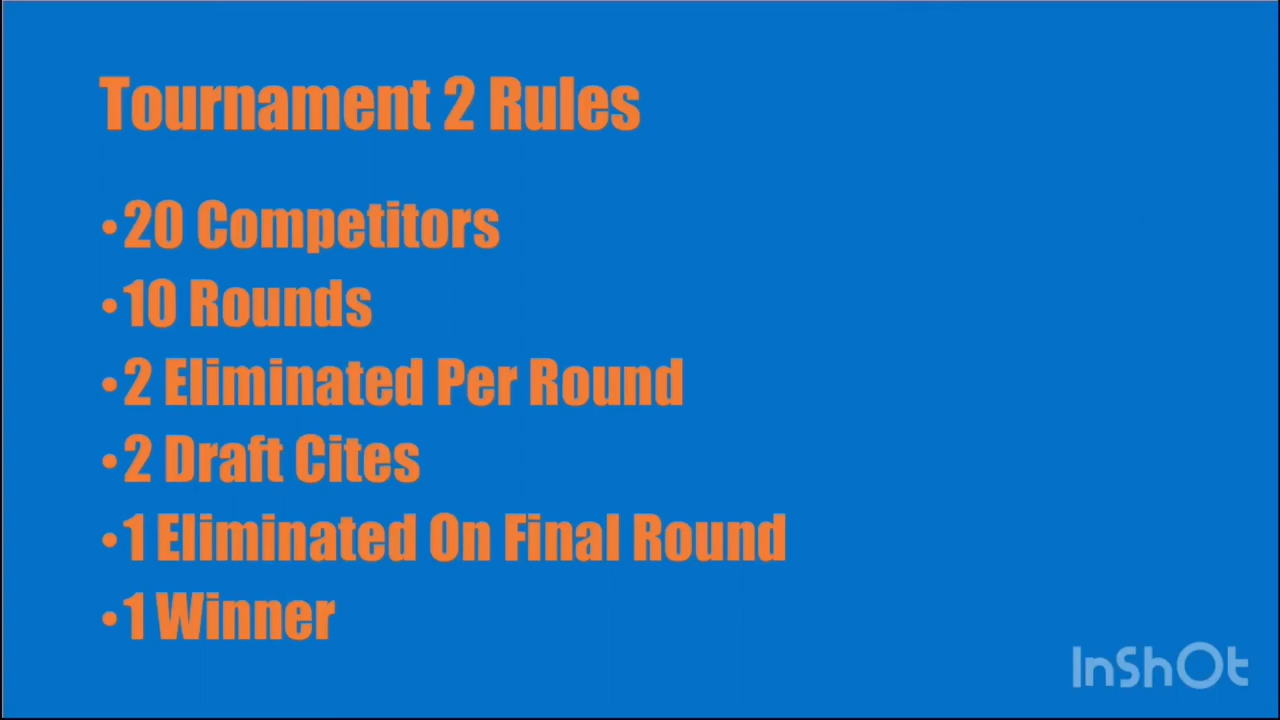 Tournament 2 Rules
•20 Competitors
•10 Rounds
•2 Eliminated Per Round
•2 Draft Cites
•1 Eliminated On Final Round
•1 Winner
InShOt